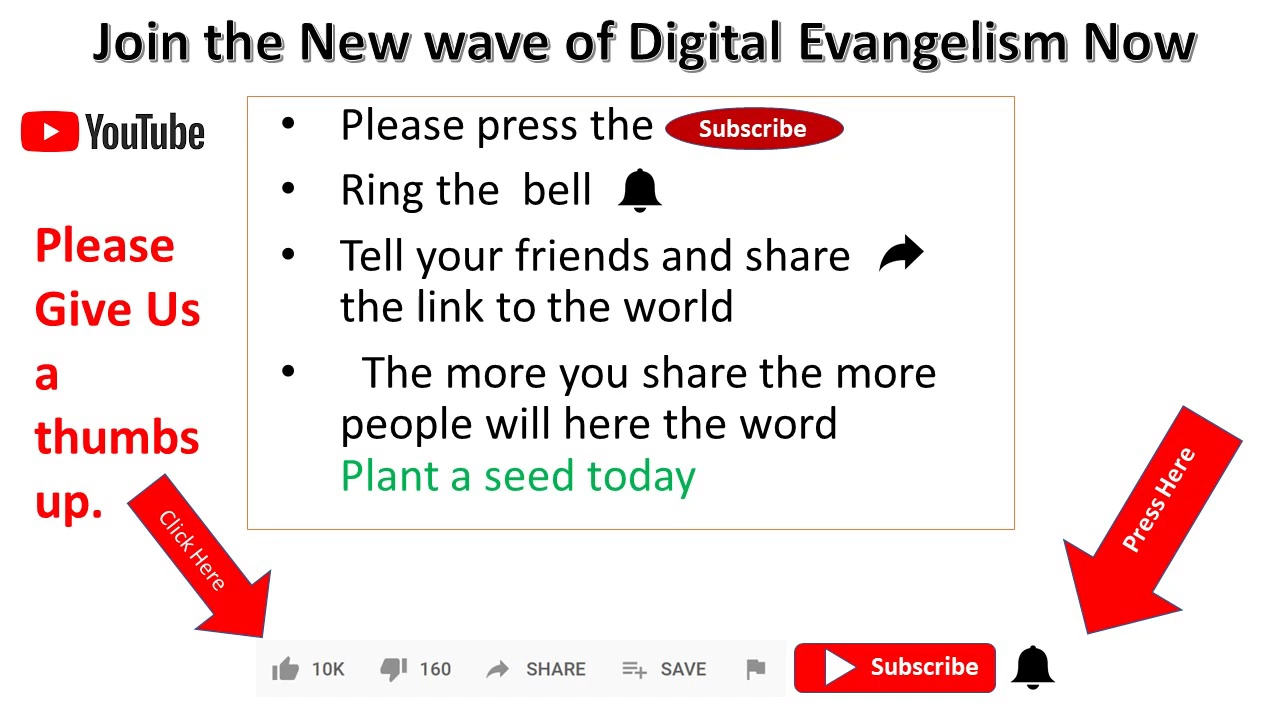 Join the New wave of Digital Evangelism Now
YouTube
• Please press the Subscribe
• Ring the bell
• Tell your friends and share
the link to the world
• The more you share the more
people will here the word
Plant a seed today
Please
Give Us
a
thumbs
up.
Click Here
Press Here
10K 160 SHARE SAVE Subscribe